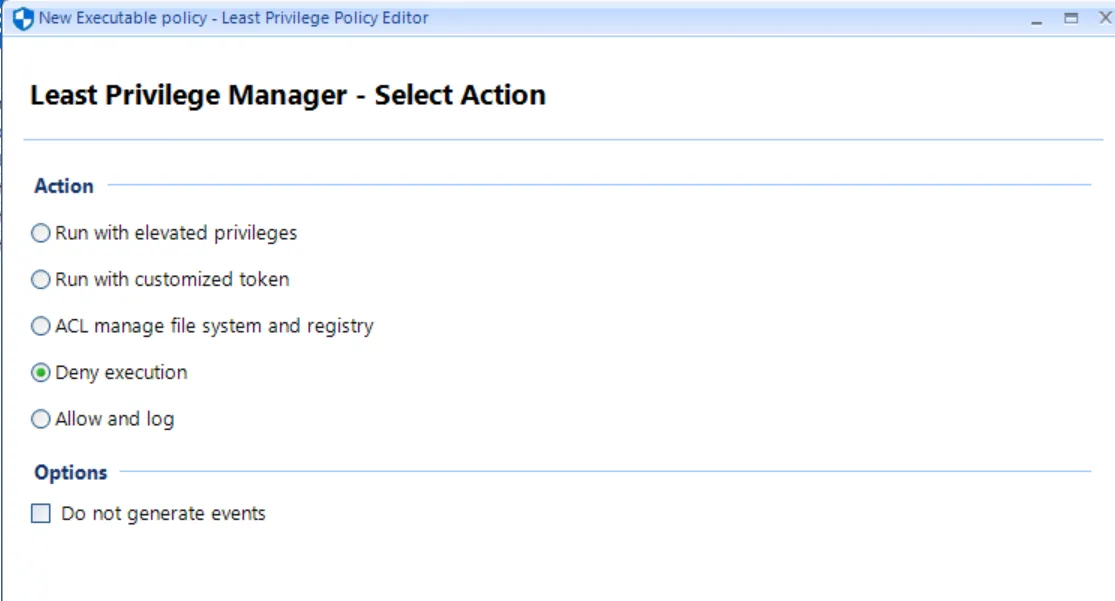 New Executable policy - Least Privilege Policy Editor
Least Privilege Manager - Select Action
Action
Run with elevated privileges
Run with customized token
ACL manage file system and registry
Deny execution
Allow and log
Options
Do not generate events